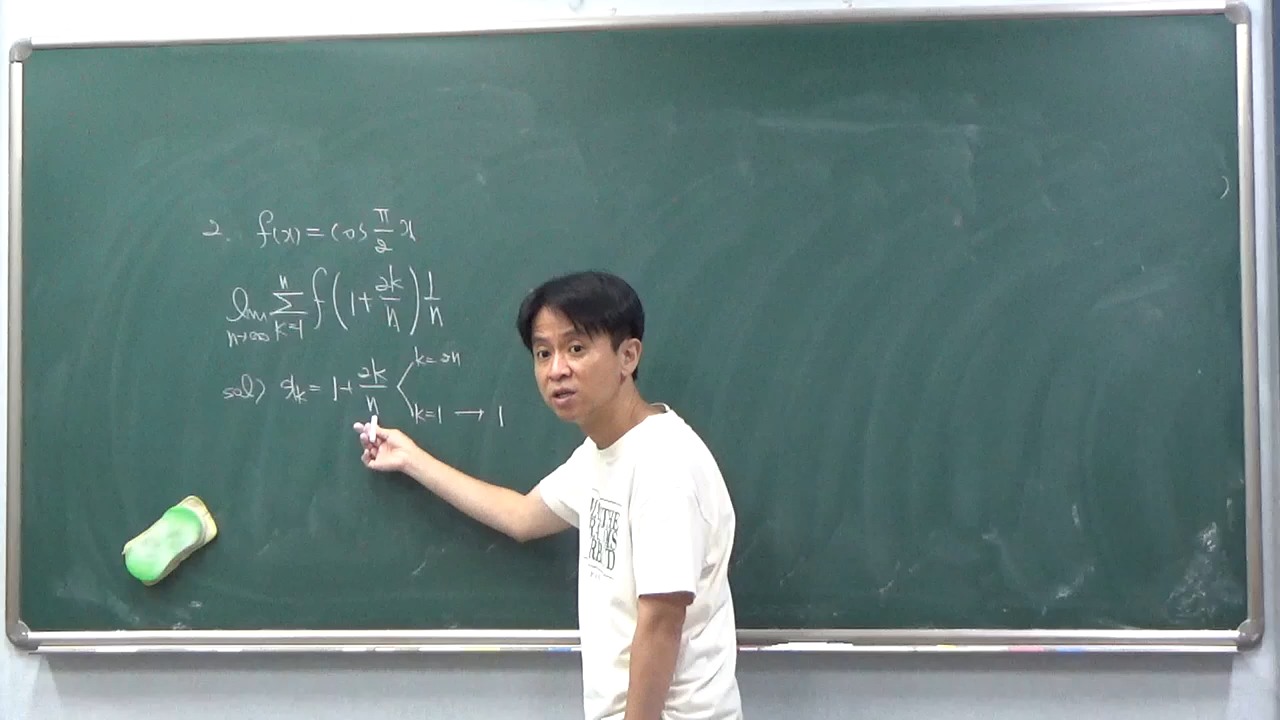 2. f(x) = cos π/2 x
lim n→∞ Σ k=1 n f(1 + 2k/n) 1/n
sol) x_k = 1 + 2k/n
k = 2n
k = 1 → 1